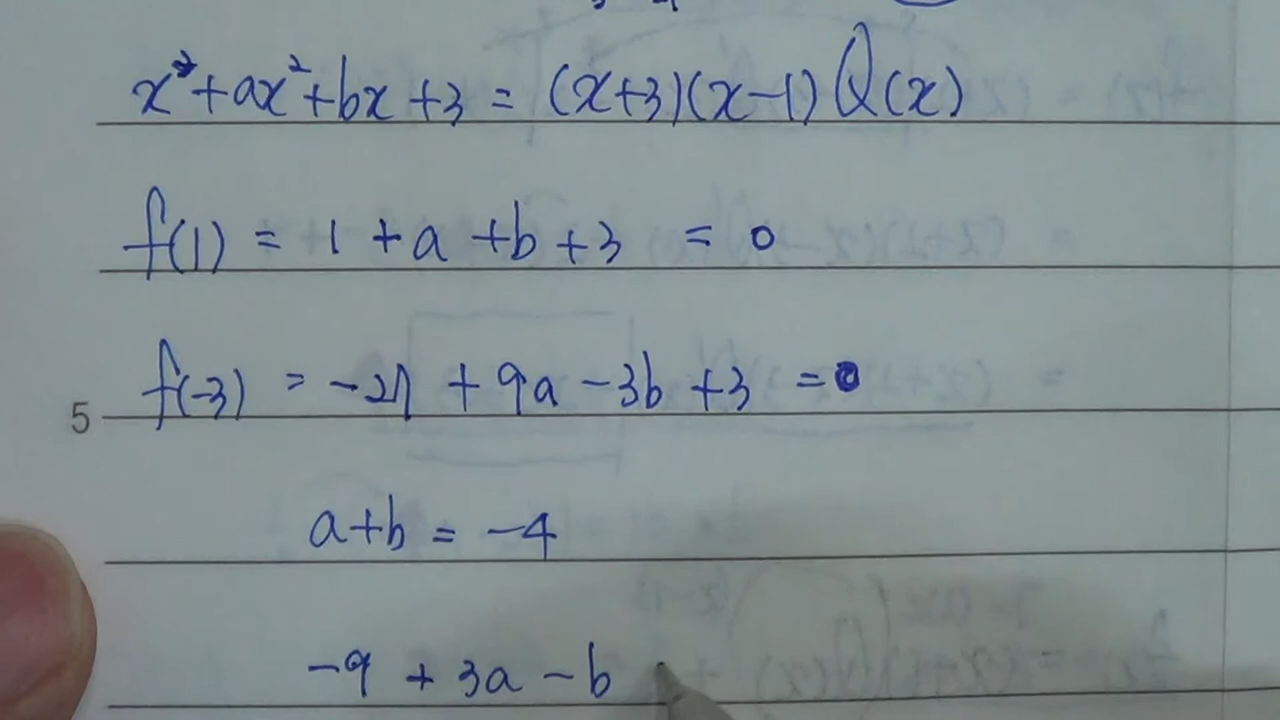 x³+ax²+bx+3 = (x+3)(x-1)Q(x)
f(1) = 1+a+b+3 = 0
f(-3) = -27+9a-3b+3 = 0
5
a+b = -4
-9+3a-b